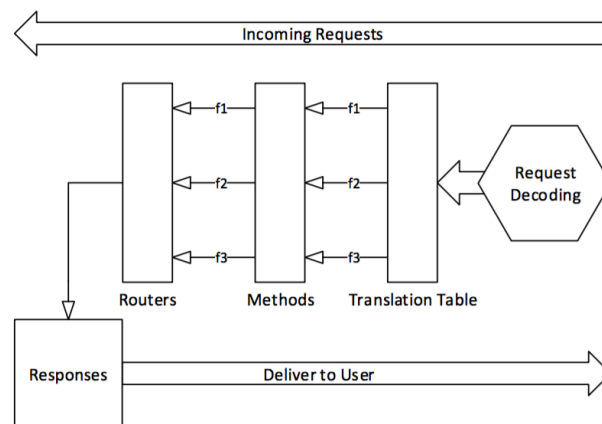 Incoming Requests
f1
f1
f2
f2
f3
f3
Request
Decoding
Routers
Methods
Translation Table
Responses
Deliver to User